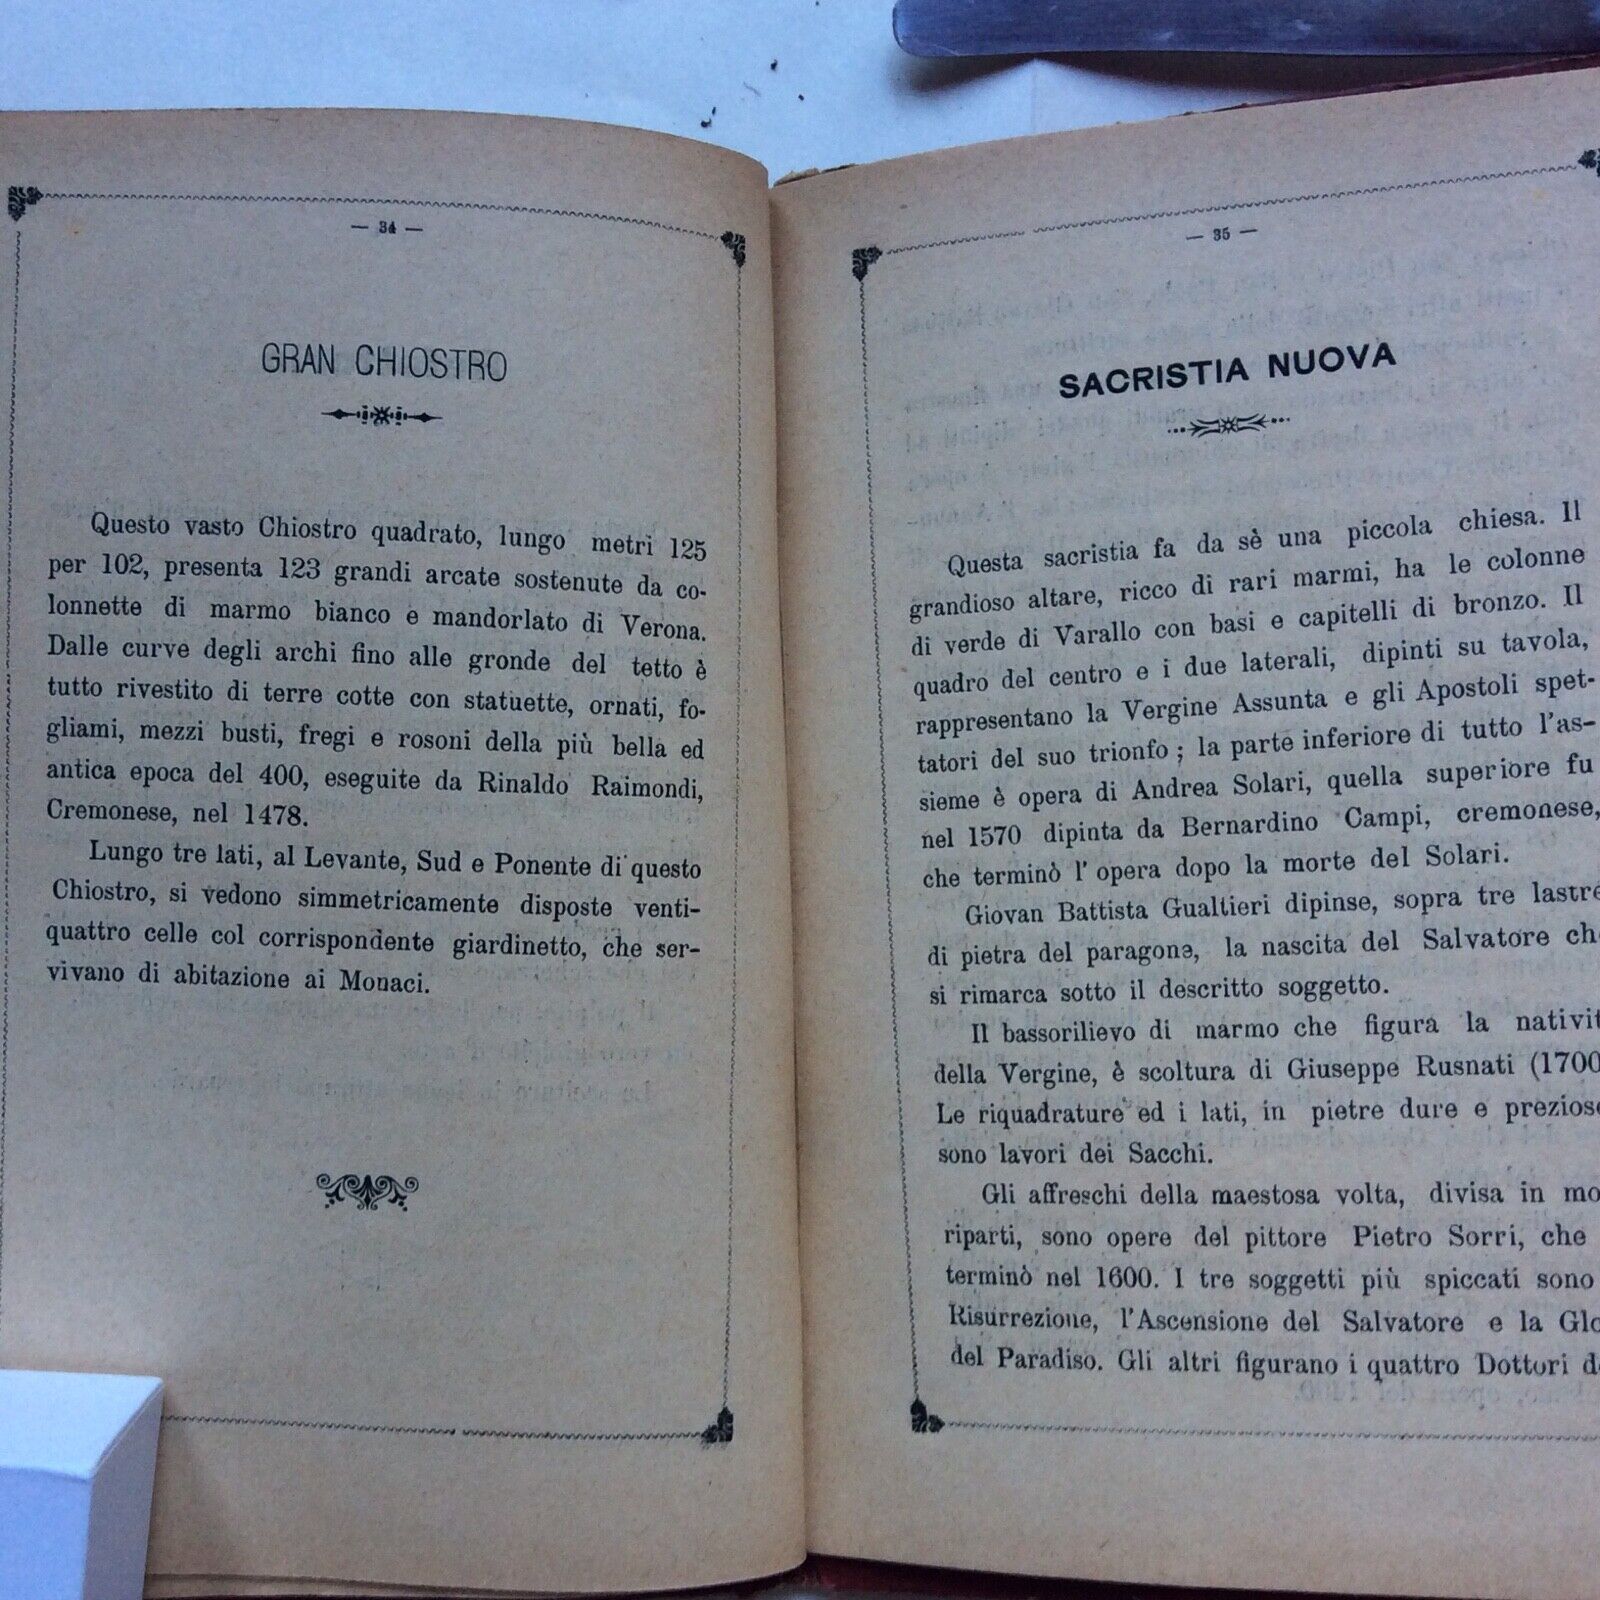 — 34 —
GRAN CHIOSTRO
Questo vasto Chiostro quadrato, lungo metri 125
per 102, presenta 123 grandi arcate sostenute da co-
lonnette di marmo bianco e mandorlato di Verona.
Dalle curve degli archi fino alle gronde del tetto è
tutto rivestito di terre cotte con statuette, ornati, fo-
gliami, mezzi busti, fregi e rosoni della più bella ed
antica epoca del 400, eseguite da Rinaldo Raimondi,
Cremonese, nel 1478.
Lungo tre lati, al Levante, Sud e Ponente di questo
Chiostro, si vedono simmetricamente disposte venti-
quattro celle col corrispondente giardinetto, che ser-
vivano di abitazione ai Monaci.
— 35 —
SACRISTIA NUOVA
Questa sacristia fa da sè una piccola chiesa. Il
grandioso altare, ricco di rari marmi, ha le colonne
di verde di Varallo con basi e capitelli di bronzo. Il
quadro del centro e i due laterali, dipinti su tavola,
rappresentano la Vergine Assunta e gli Apostoli spet-
tatori del suo trionfo; la parte inferiore di tutto l'as-
sieme è opera di Andrea Solari, quella superiore fu
nel 1570 dipinta da Bernardino Campi, cremonese,
che terminò l'opera dopo la morte del Solari.
Giovan Battista Gualtieri dipinse, sopra tre lastre
di pietra del paragone, la nascita del Salvatore che
si rimarca sotto il descritto soggetto.
Il bassorilievo di marmo che figura la nativit
della Vergine, è scoltura di Giuseppe Rusnati (1700
Le riquadrature ed i lati, in pietre dure e preziose
sono lavori dei Sacchi.
Gli affreschi della maestosa volta, divisa in mo
riparti, sono opere del pittore Pietro Sorri, che
terminò nel 1600. I tre soggetti più spiccati sono
Risurrezione, l'Ascensione del Salvatore e la Glo
del Paradiso. Gli altri figurano i quattro Dottori de